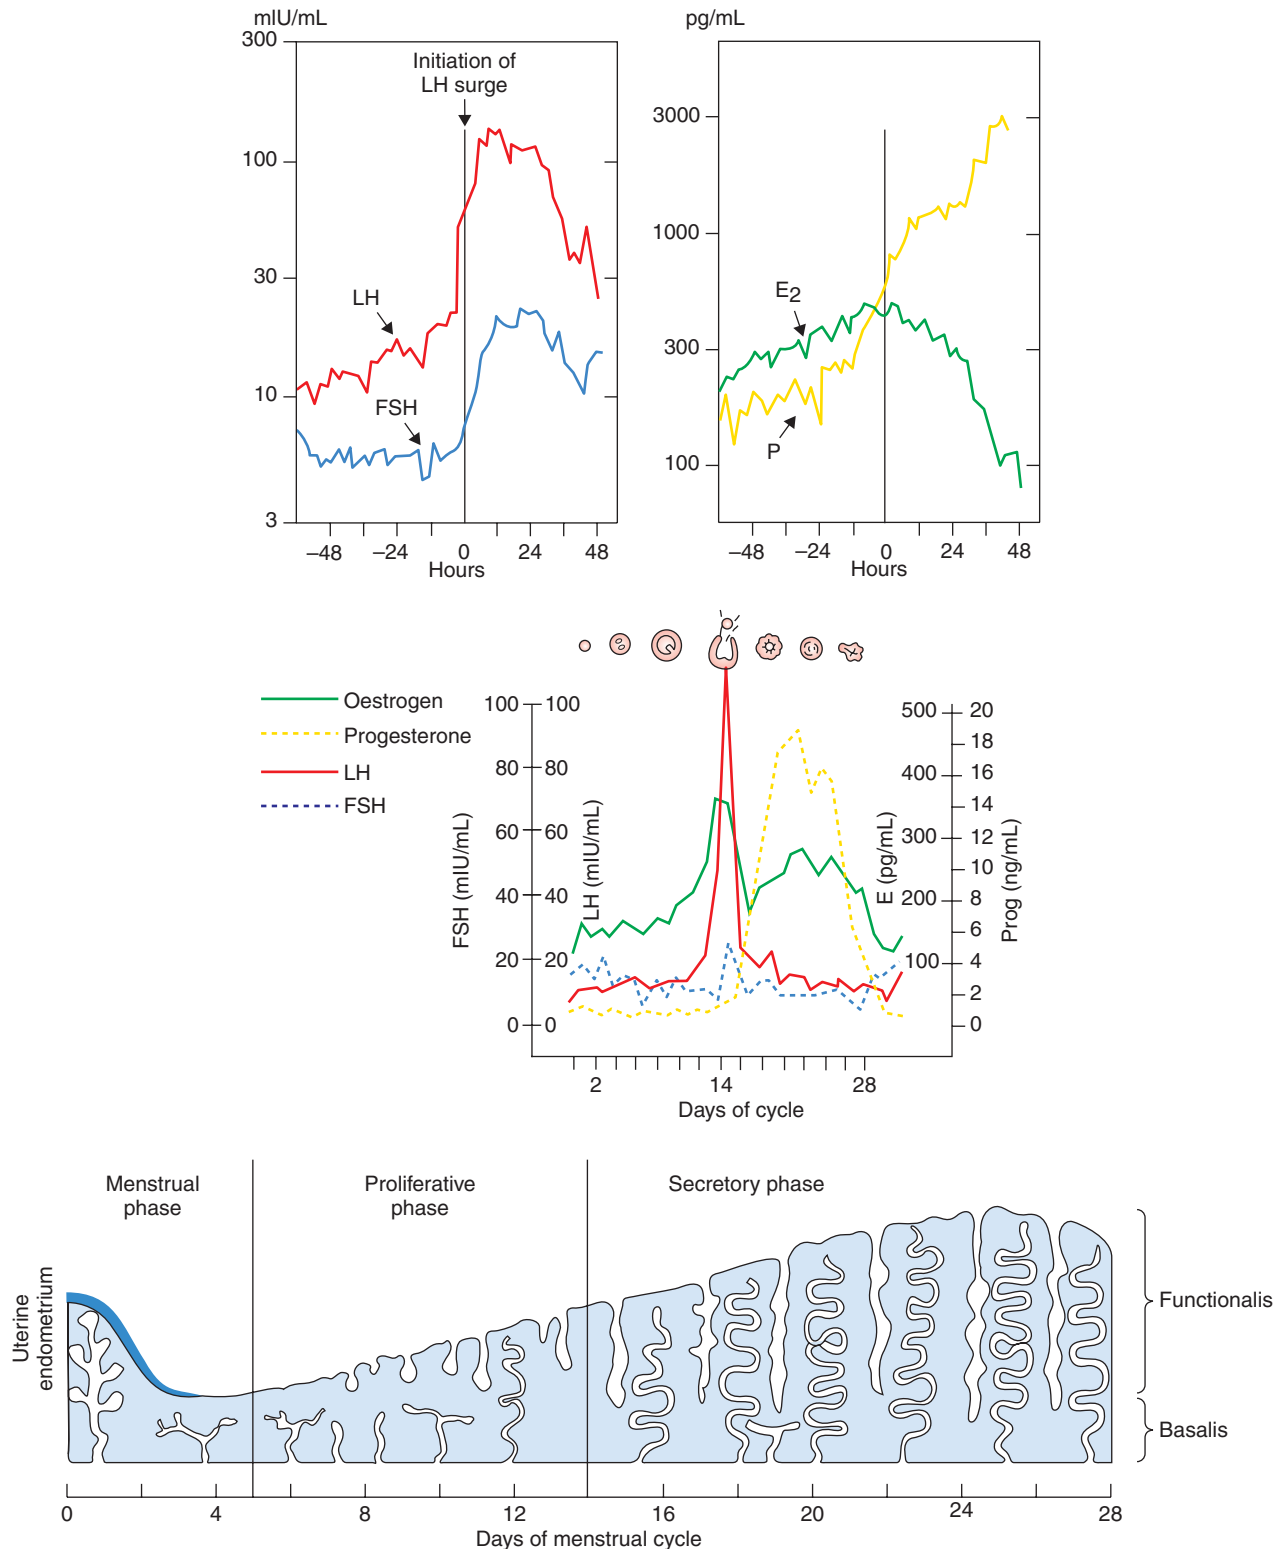 mIU/mL
300
100
30
10
3
Initiation of
LH surge
LH
FSH
–48
–24
0
24
48
Hours
pg/mL
3000
1000
300
100
E2
P
–48
–24
0
24
48
Hours
Oestrogen
Progesterone
LH
FSH
FSH (mIU/mL)
100
80
60
40
20
0
LH (mIU/mL)
100
80
60
40
20
0
E (pg/mL)
500
400
300
200
100
Prog (ng/mL)
20
18
16
14
12
10
8
6
4
2
0
2
14
28
Days of cycle
Menstrual
phase
Proliferative
phase
Secretory phase
Uterine
endometrium
Functionalis
Basalis
0
4
8
12
16
20
24
28
Days of menstrual cycle